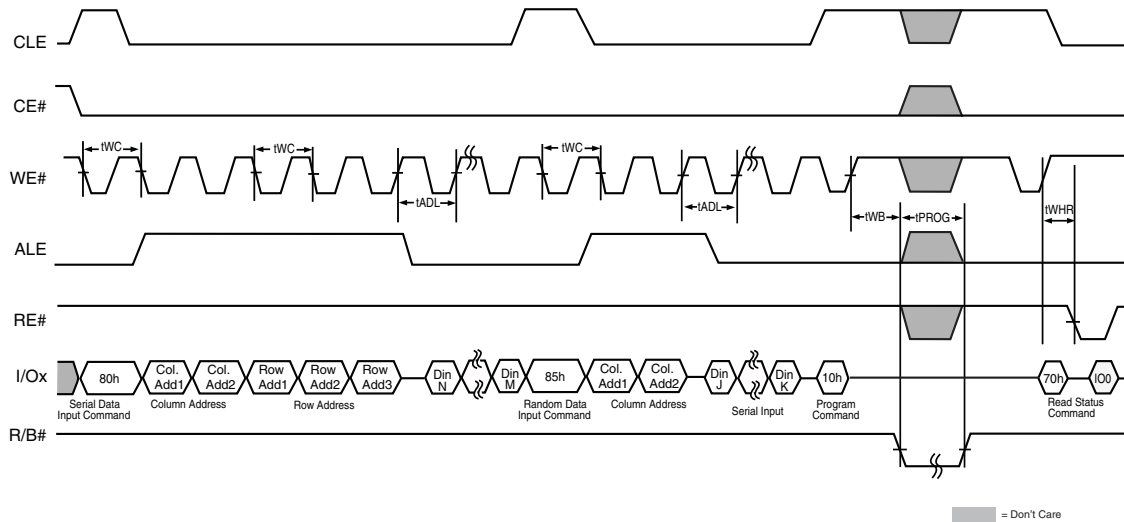 CLE
CE#
tWC
tWC
tWC
WE#
tADL
tADL
tWB
tPROG
tWHR
ALE
RE#
I/Ox
80h
Col. Add1
Col. Add2
Row Add1
Row Add2
Row Add3
Din N
Din M
85h
Col. Add1
Col. Add2
Din J
Din K
10h
70h
I00
Serial Data Input Command
Column Address
Row Address
Random Data Input Command
Column Address
Serial Input
Program Command
Read Status Command
R/B#
= Don't Care